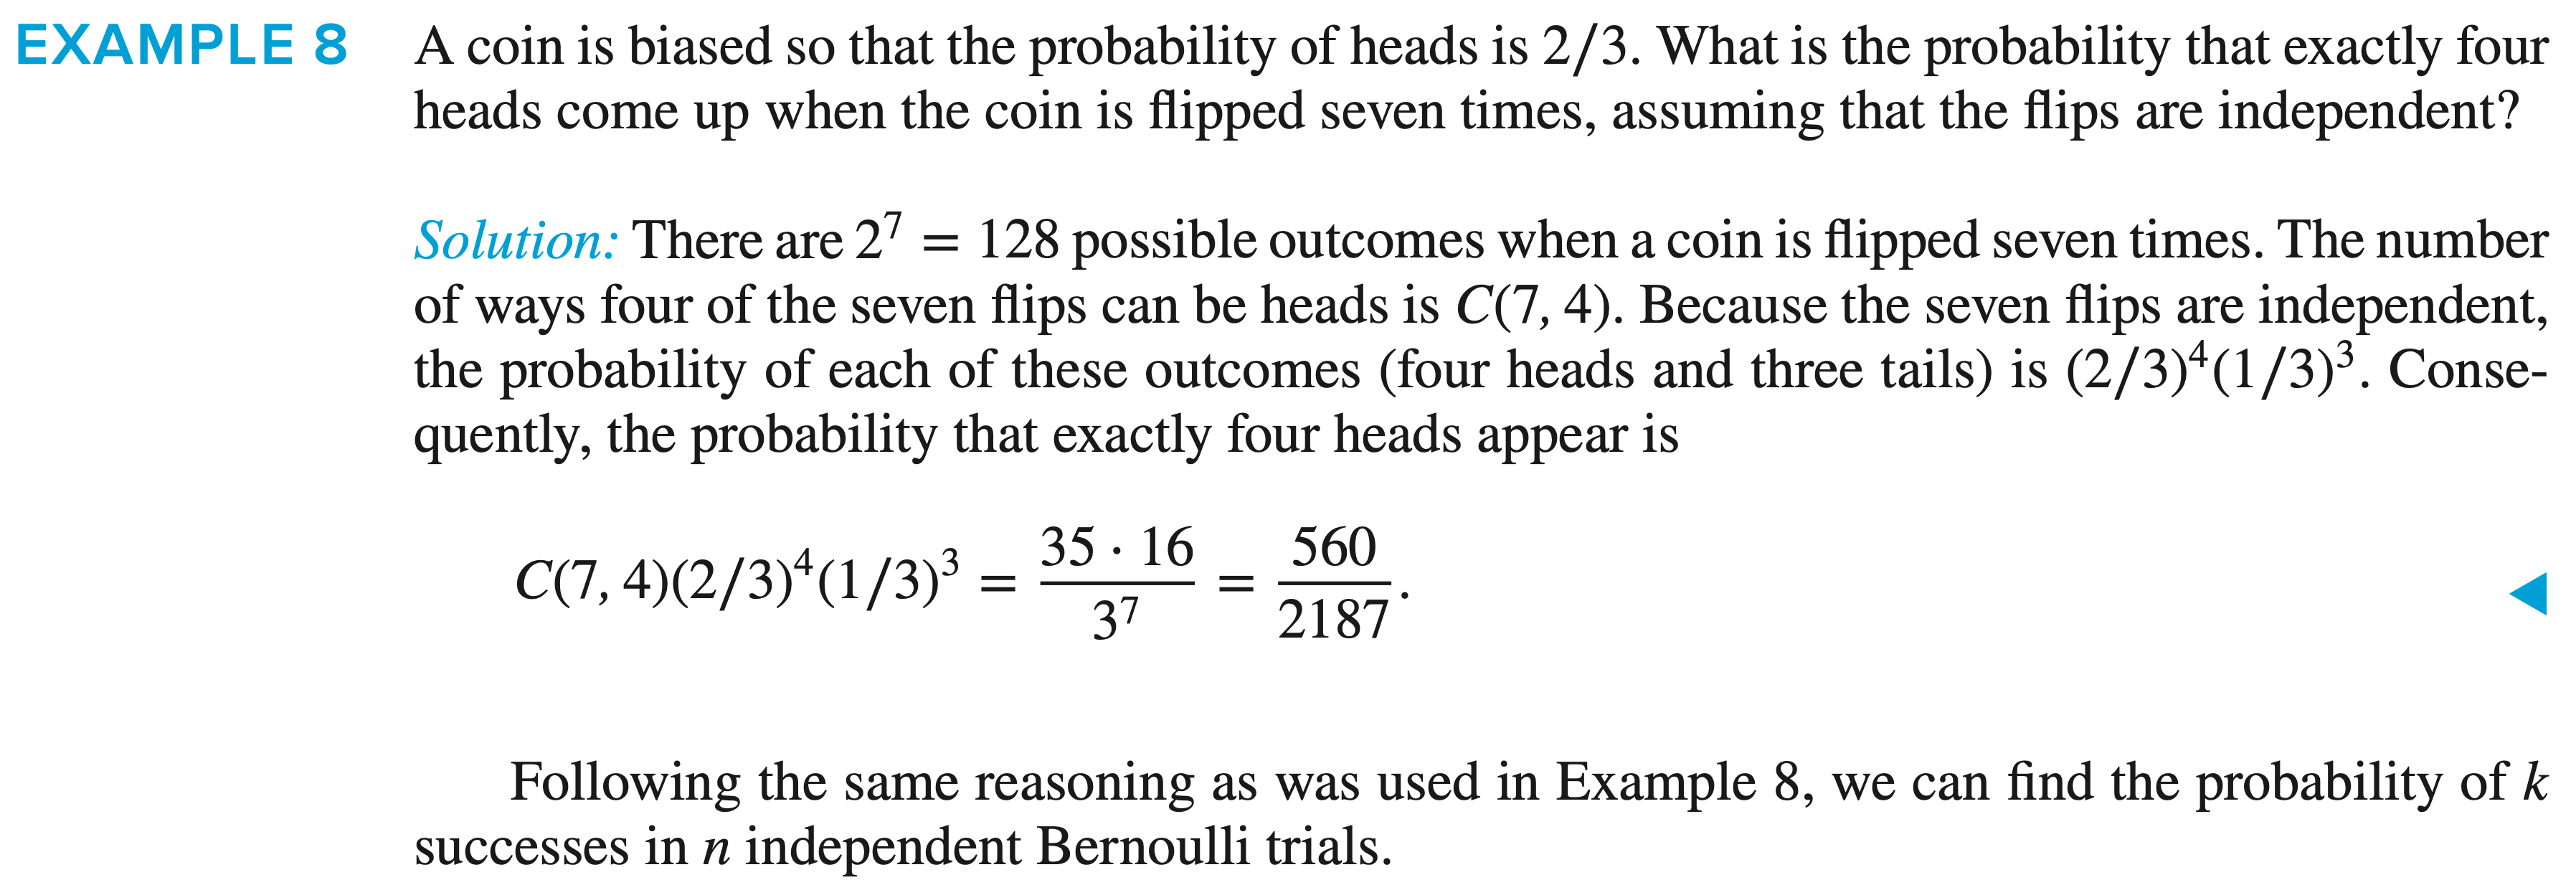 EXAMPLE 8 A coin is biased so that the probability of heads is 2/3. What is the probability that exactly four
heads come up when the coin is flipped seven times, assuming that the flips are independent?
Solution: There are 2⁷ = 128 possible outcomes when a coin is flipped seven times. The number
of ways four of the seven flips can be heads is C(7, 4). Because the seven flips are independent,
the probability of each of these outcomes (four heads and three tails) is (2/3)⁴(1/3)³. Conse-
quently, the probability that exactly four heads appear is
C(7, 4)(2/3)⁴(1/3)³ = \frac{35 · 16}{3⁷} = \frac{560}{2187}.
Following the same reasoning as was used in Example 8, we can find the probability of k
successes in n independent Bernoulli trials.